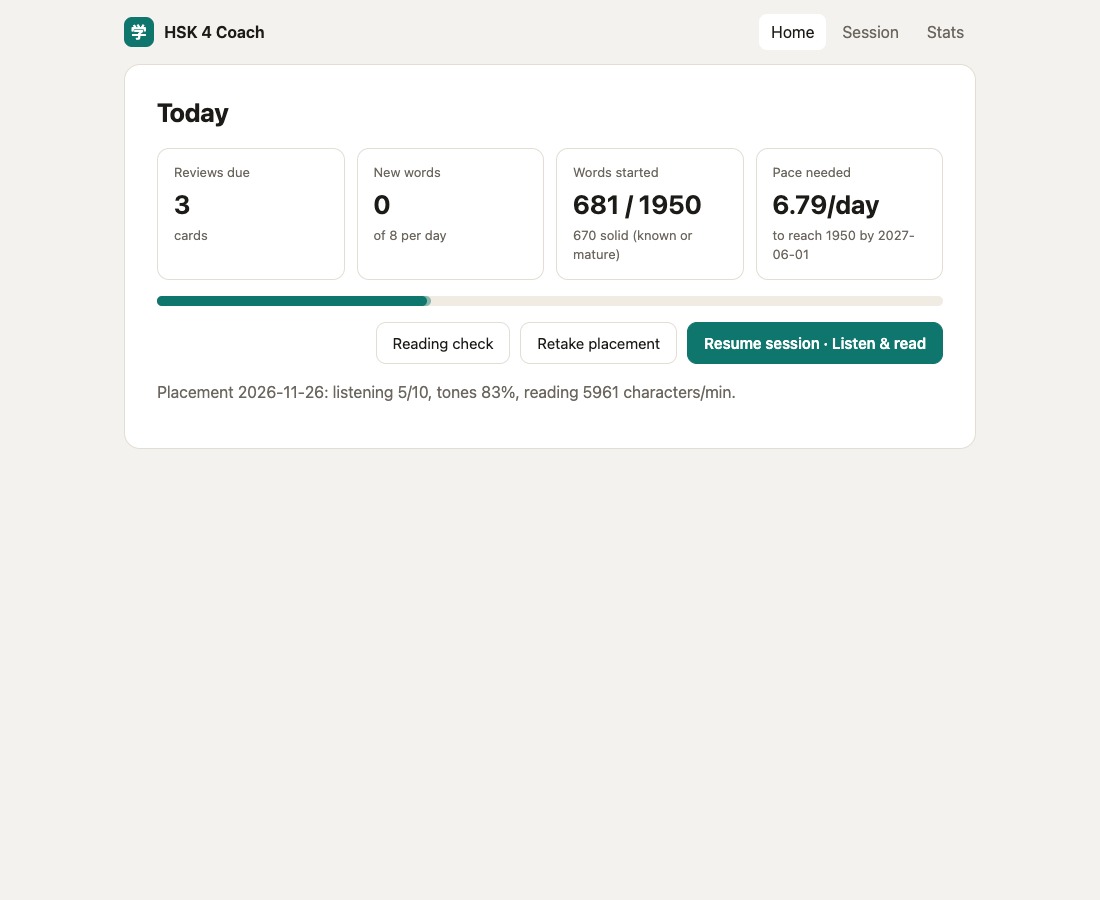 学 HSK 4 Coach
Home Session Stats
Today
Reviews due
3
cards
New words
0
of 8 per day
Words started
681 / 1950
670 solid (known or
mature)
Pace needed
6.79/day
to reach 1950 by 2027-
06-01
Reading check
Retake placement
Resume session · Listen & read
Placement 2026-11-26: listening 5/10, tones 83%, reading 5961 characters/min.